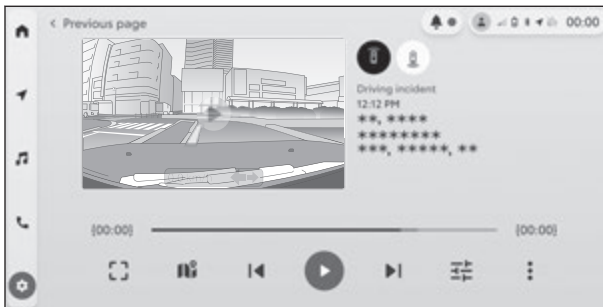 < Previous page
00:00
Driving incident
12:12 PM
**, ****
********
***, *****, **
[00:00]
[00:00]